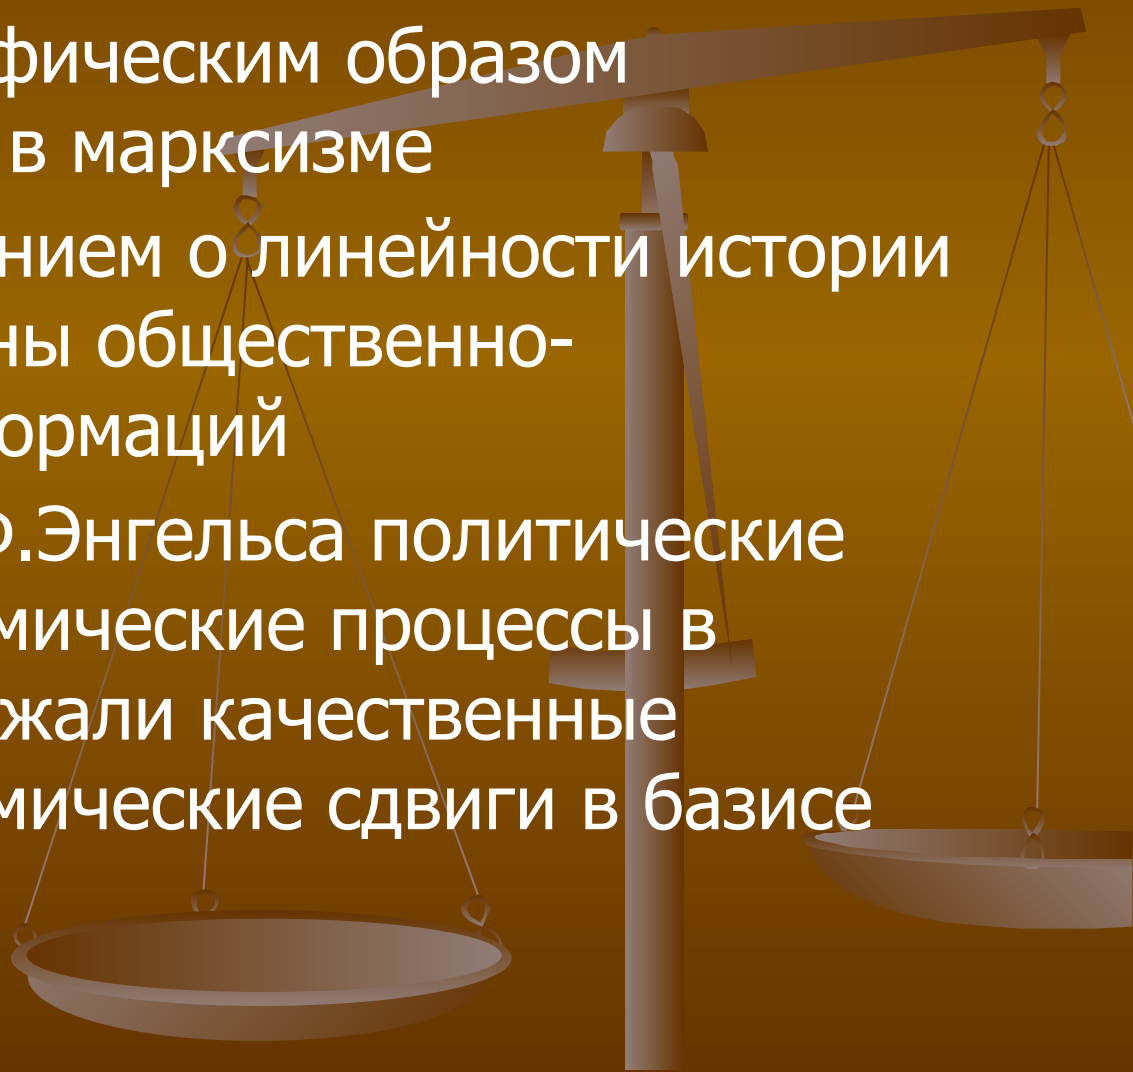 фическим образом
в марксизме
нием о линейности истории
ны общественно-
ормаций
Ф.Энгельса политические
мические процессы в
жали качественные
мические сдвиги в базисе